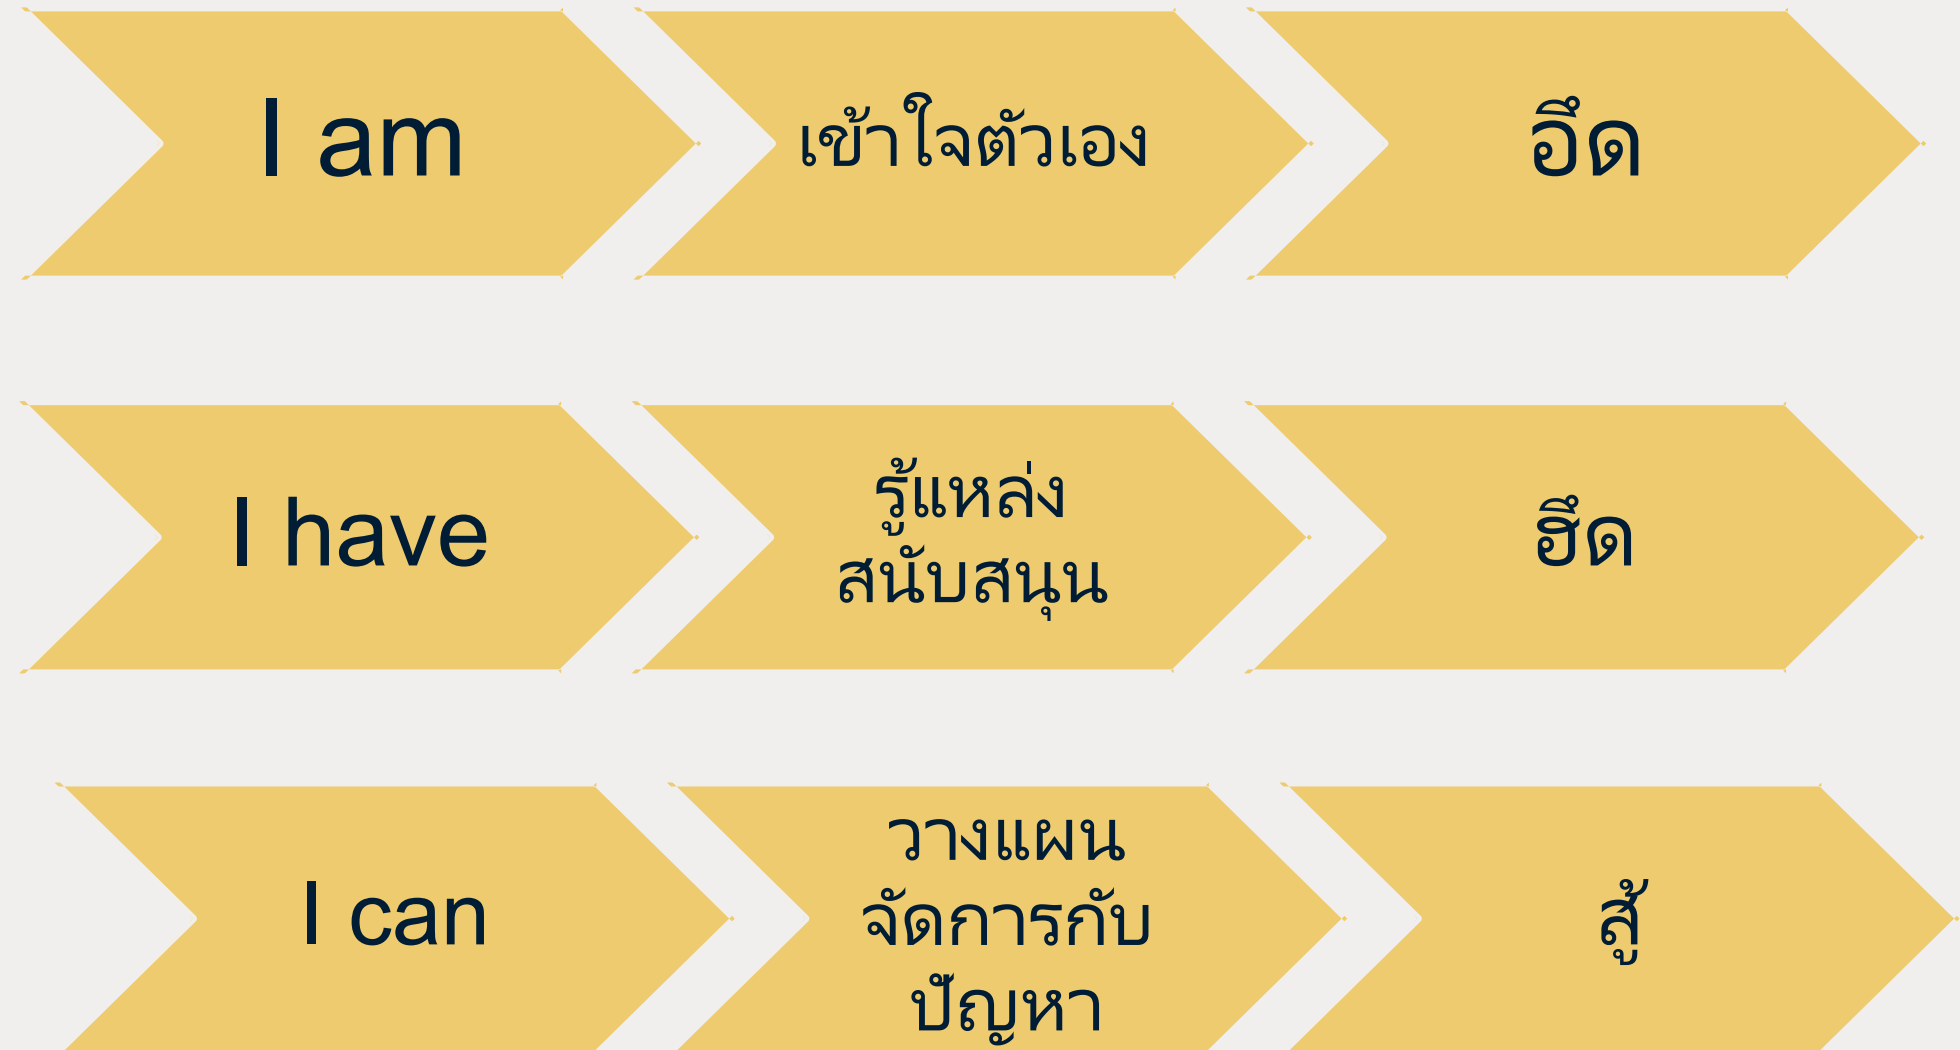 I am
เข้าใจตัวเอง
อึด
I have
รู้แหล่ง
สนับสนุน
ฮึด
I can
วางแผน
จัดการกับ
ปัญหา
สู้